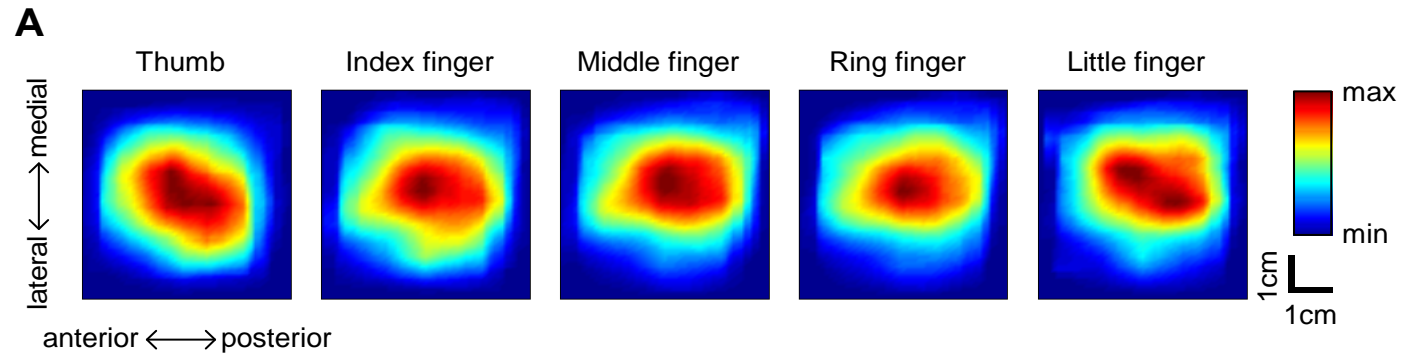 A
Thumb
Index finger
Middle finger
Ring finger
Little finger
lateral ↔ medial
anterior ↔ posterior
max
min
1cm
1cm